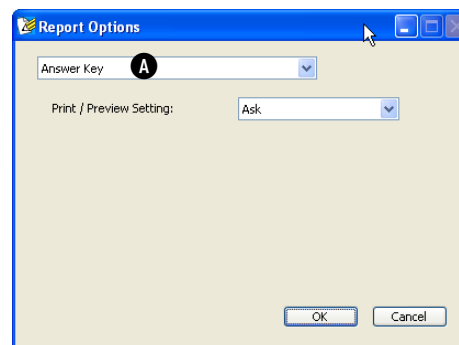 Report Options
Answer Key A
Print / Preview Setting: Ask
OK Cancel